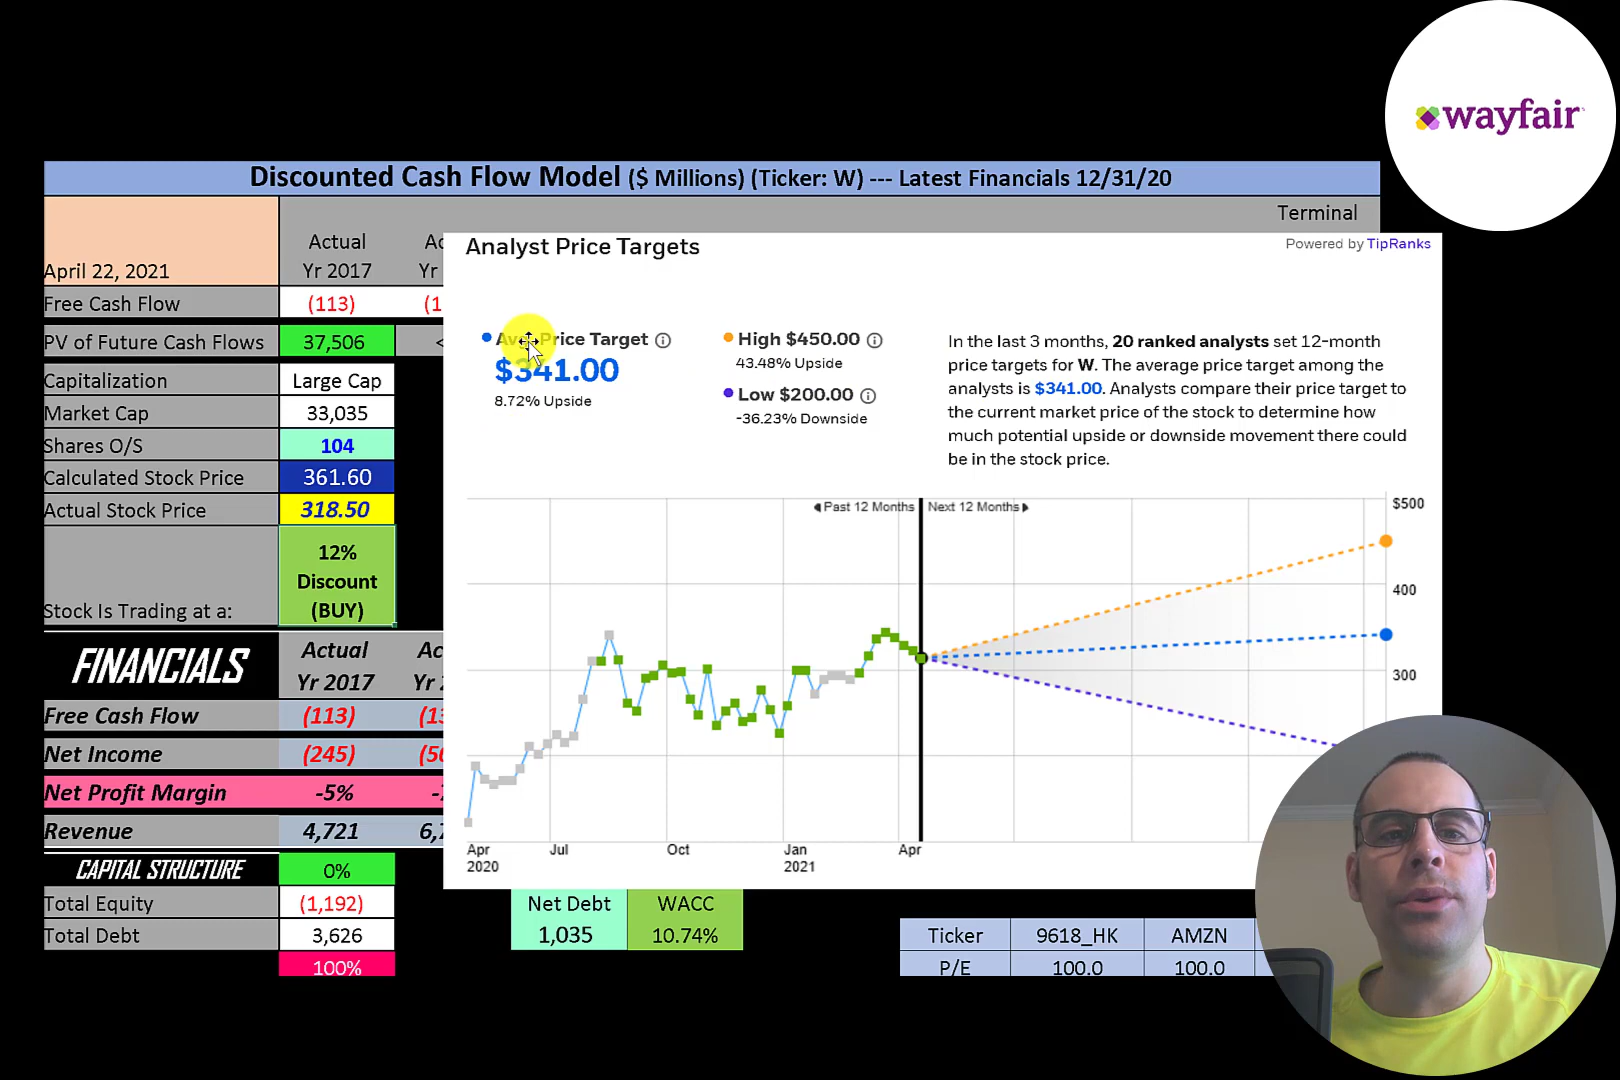 wayfair
Discounted Cash Flow Model ($ Millions) (Ticker: W) --- Latest Financials 12/31/20
Terminal
Actual
Yr 2017
Yr
April 22, 2021
Free Cash Flow (113) (1
PV of Future Cash Flows 37,506 <
Capitalization Large Cap
Market Cap 33,035
Shares O/S 104
Calculated Stock Price 361.60
Actual Stock Price 318.50
Stock Is Trading at a: 12%
Discount
(BUY)
FINANCIALS Actual
Yr 2017
Free Cash Flow (113)
Net Income (245)
Net Profit Margin -5%
Revenue 4,721
CAPITAL STRUCTURE 0%
Total Equity (1,192)
Total Debt 3,626
100%
Net Debt WACC
1,035 10.74%
Ticker 9618_HK AMZN
P/E 100.0 100.0
Analyst Price Targets
Powered by TipRanks
Avg Price Target
$341.00
8.72% Upside
High $450.00
43.48% Upside
Low $200.00
-36.23% Downside
In the last 3 months, 20 ranked analysts set 12-month
price targets for W. The average price target among the
analysts is $341.00. Analysts compare their price target to
the current market price of the stock to determine how
much potential upside or downside movement there could
be in the stock price.
Past 12 Months Next 12 Months
$500
400
300
Apr
2020
Jul
Oct
Jan
2021
Apr